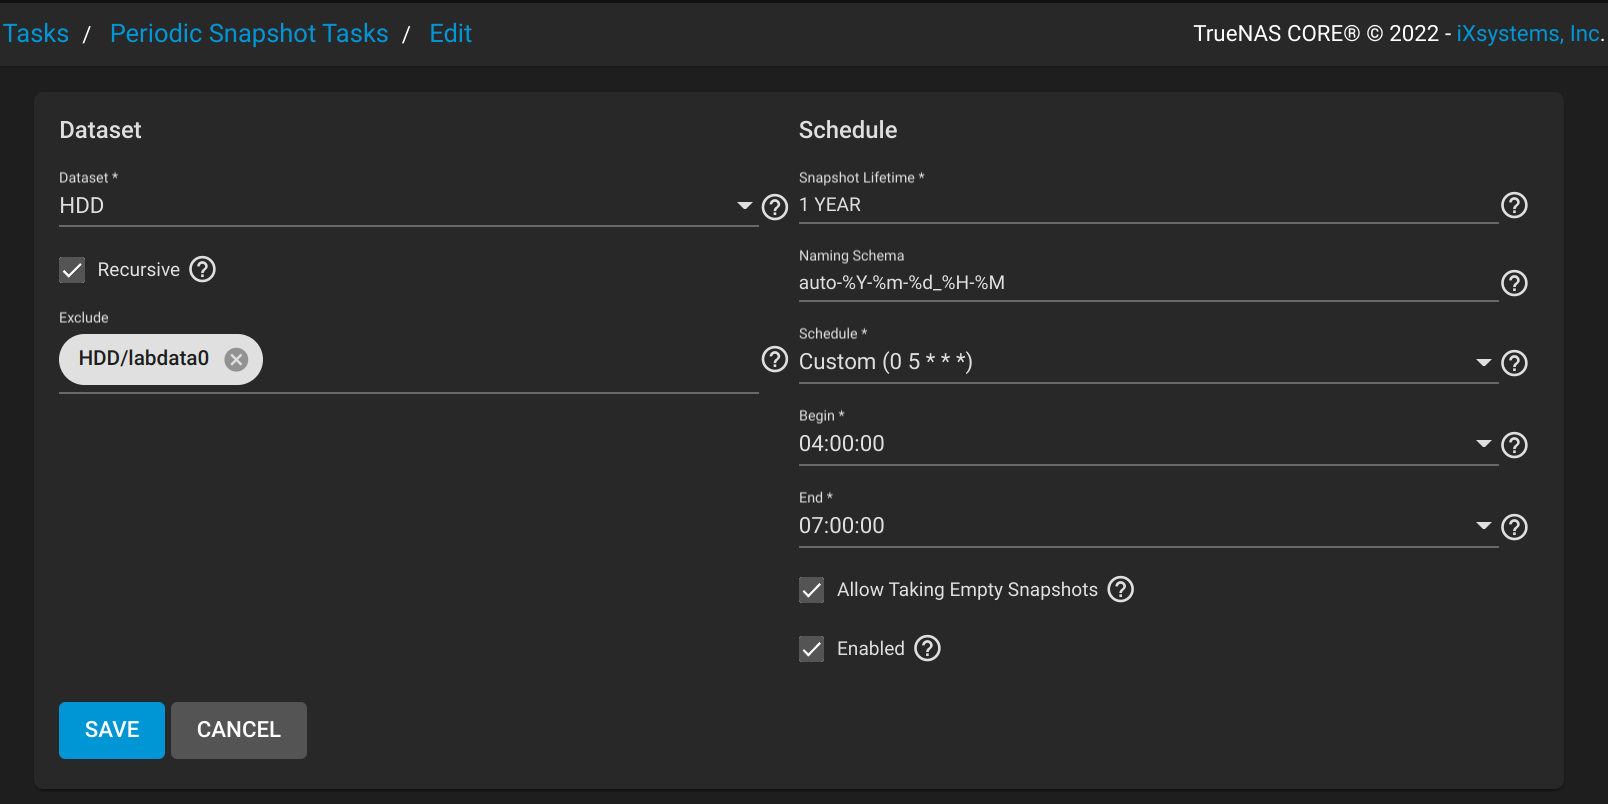 Tasks / Periodic Snapshot Tasks / Edit
TrueNAS CORE® © 2022 - iXsystems, Inc.
Dataset
Dataset *
HDD
Recursive
Exclude
HDD/labdata0
Schedule
Snapshot Lifetime *
1 YEAR
Naming Schema
auto-%Y-%m-%d_%H-%M
Schedule *
Custom (0 5 * * *)
Begin *
04:00:00
End *
07:00:00
Allow Taking Empty Snapshots
Enabled
SAVE CANCEL